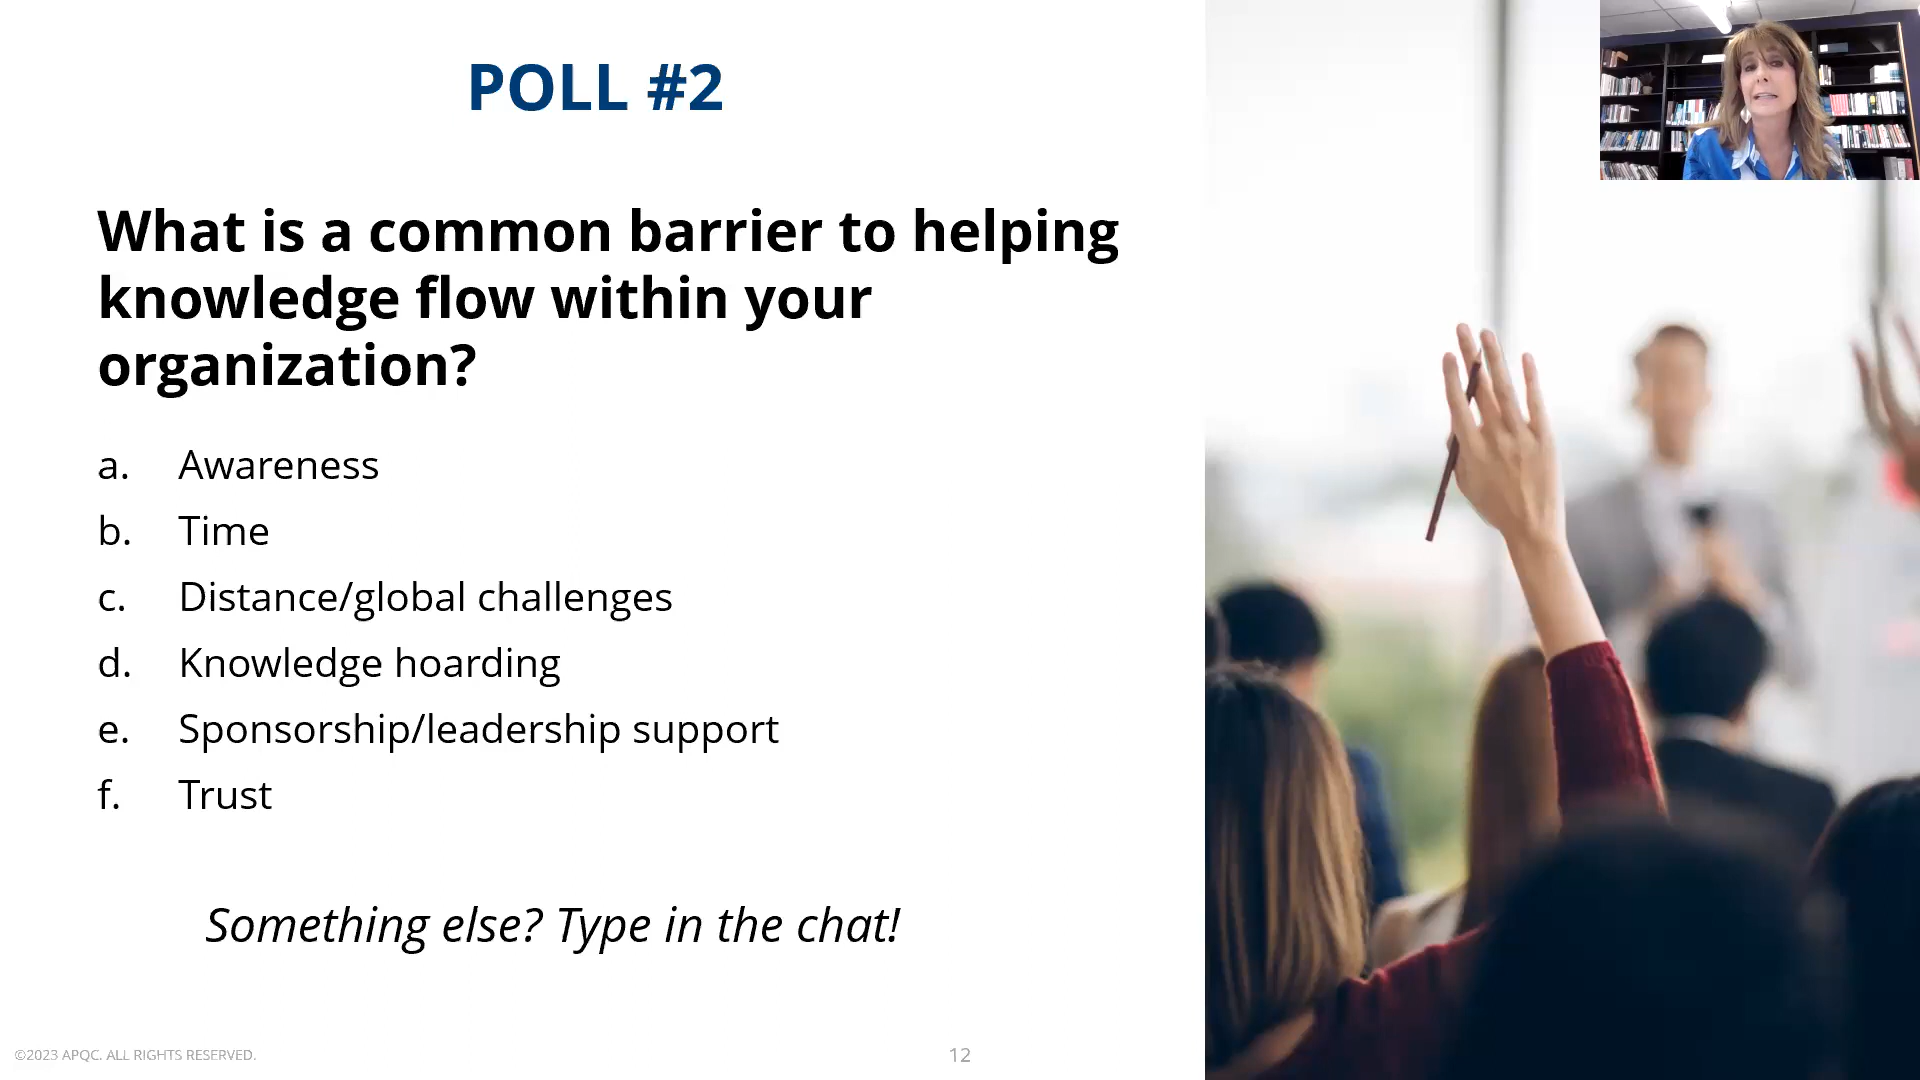 POLL #2
What is a common barrier to helping
knowledge flow within your
organization?
a. Awareness
b. Time
c. Distance/global challenges
d. Knowledge hoarding
e. Sponsorship/leadership support
f. Trust
Something else? Type in the chat!
©2023 APQC. ALL RIGHTS RESERVED.
12